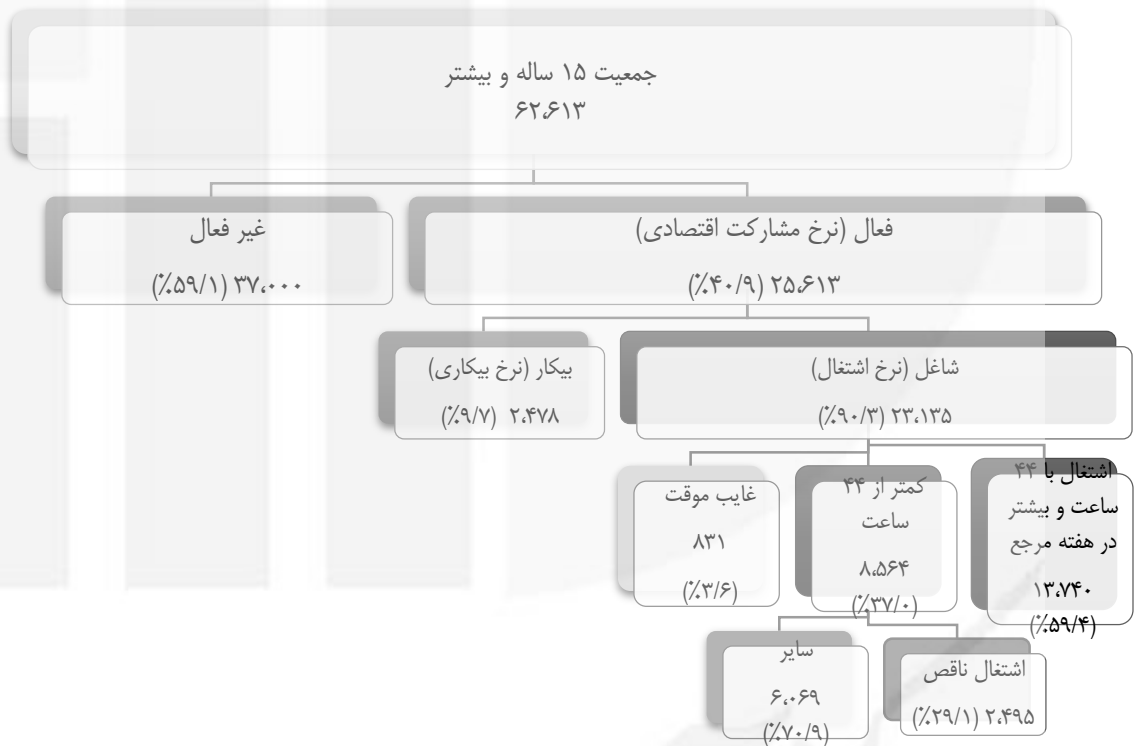 جمعیت ۱۵ ساله و بیشتر
۶۲،۶۱۳
فعال (نرخ مشارکت اقتصادی)
۲۵،۶۱۳ (۴۰/۹٪)
غیر فعال
۳۷،۰۰۰ (۵۹/۱٪)
شاغل (نرخ اشتغال)
۲۳،۱۳۵ (۹۰/۳٪)
بیکار (نرخ بیکاری)
۲،۴۷۸ (۹/۷٪)
اشتغال با ۴۴
ساعت و بیشتر
در هفته مرجع
۱۳،۷۴۰
(۵۹/۴٪)
کمتر از ۴۴
ساعت
۸،۵۶۴
(۳۷/۰٪)
غایب موقت
۸۳۱
(۳/۶٪)
اشتغال ناقص
۲،۴۹۵ (۲۹/۱٪)
سایر
۶،۰۶۹
(۷۰/۹٪)